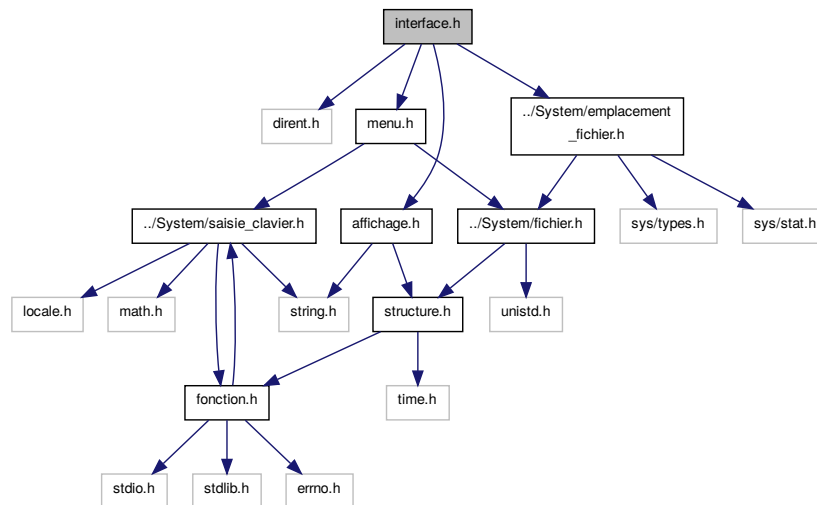 interface.h
dirent.h
menu.h
../System/emplacement
_fichier.h
../System/saisie_clavier.h
affichage.h
../System/fichier.h
sys/types.h
sys/stat.h
locale.h
math.h
string.h
structure.h
unistd.h
fonction.h
time.h
stdio.h
stdlib.h
errno.h